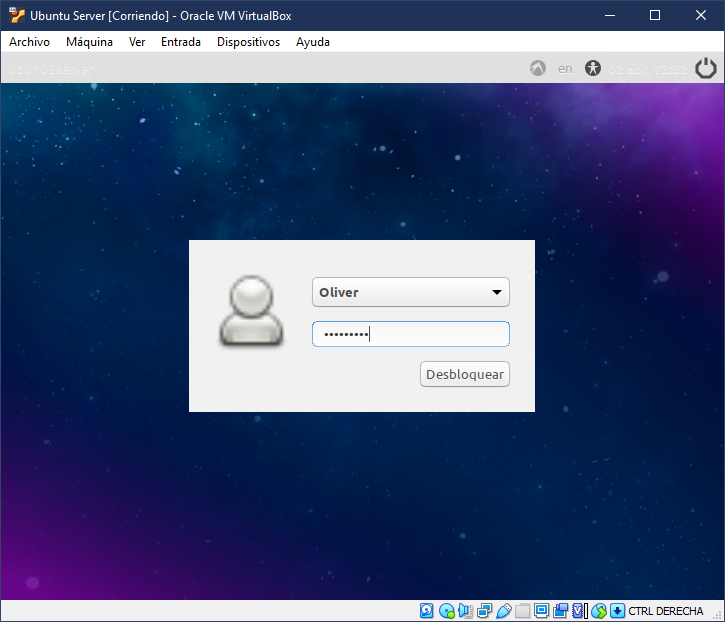 Ubuntu Server [Corriendo] - Oracle VM VirtualBox
Archivo Máquina Ver Entrada Dispositivos Ayuda
en
Oliver
•••••••••
Desbloquear
CTRL DERECHA